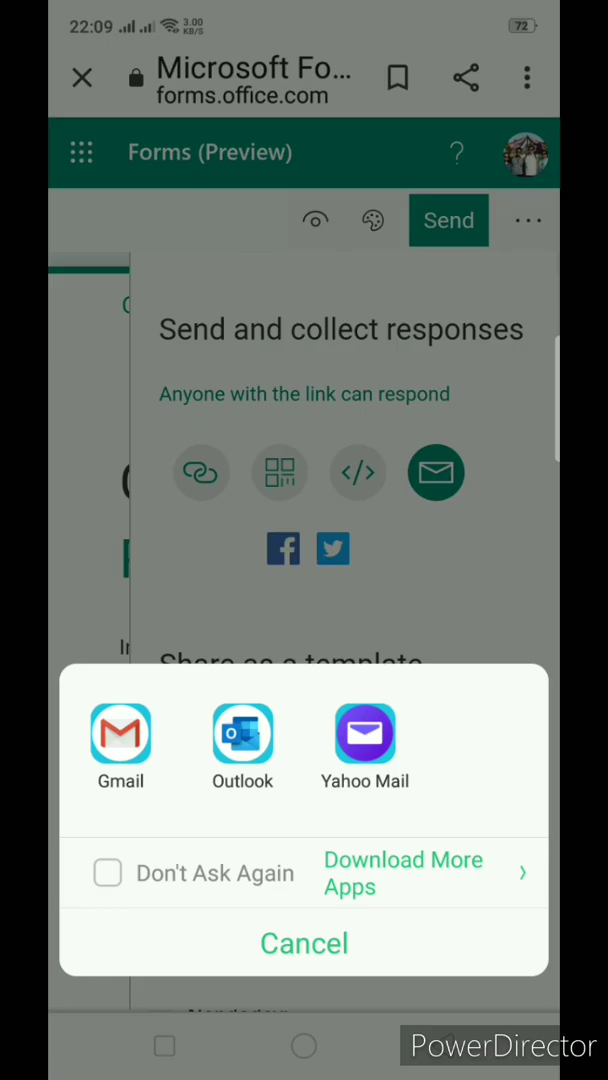 22:09
3.00
KB/S
72
Microsoft Fo...
forms.office.com
Forms (Preview)
?
Send
Send and collect responses
Anyone with the link can respond
Share as a template
Gmail
Outlook
Yahoo Mail
Don't Ask Again
Download More
Apps
Cancel
PowerDirector